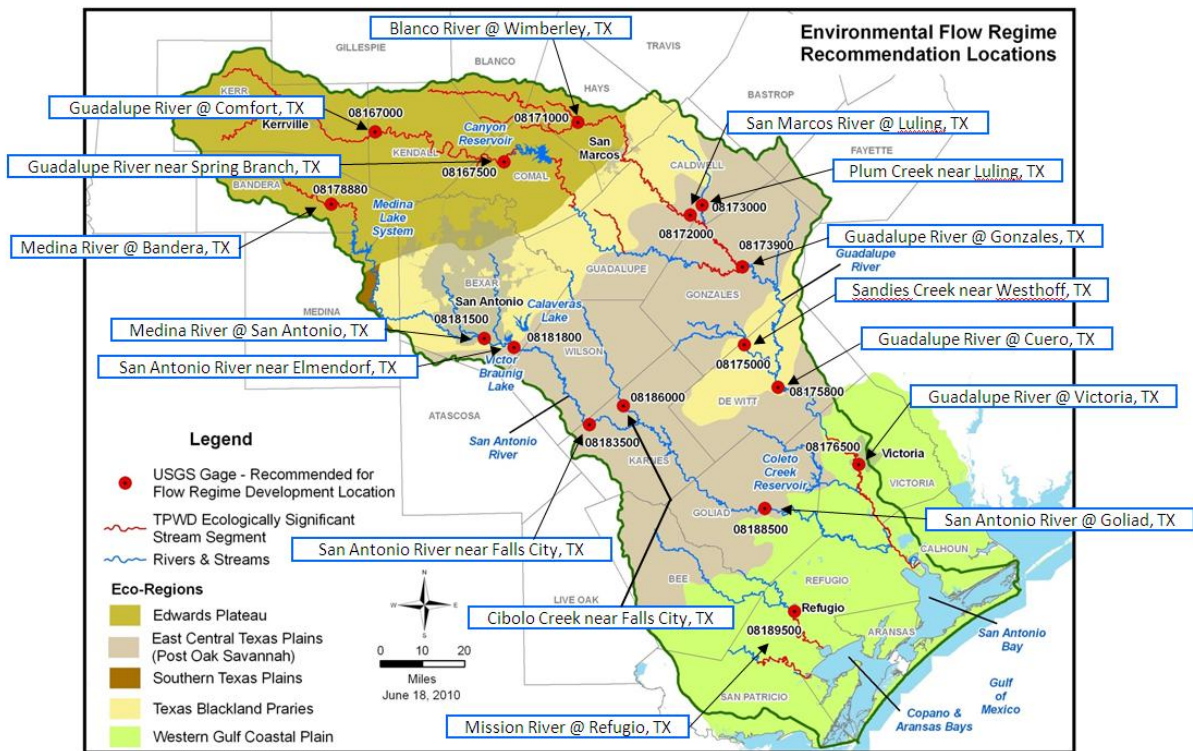 Environmental Flow Regime
Recommendation Locations
Blanco River @ Wimberley, TX
TRAVIS
GILLESPIE
BLANCO
HAYS
BASTROP
KERR
Guadalupe River @ Comfort, TX
08167000
08171000
San Marcos River @ Luling, TX
Kerrville
Canyon
Reservoir
San
Marcos
CALDWELL
FAYETTE
KENDALL
Guadalupe River near Spring Branch, TX
08167500
COMAL
Plum Creek near Luling, TX
BANDERA
08178880
Medina
Lake
System
08173000
08172000
08173900
Medina River @ Bandera, TX
Guadalupe River @ Gonzales, TX
Guadalupe
River
GUADALUPE
BEXAR
GONZALES
Sandies Creek near Westhoff, TX
San Antonio
Calaveras
Lake
MEDINA
08181500
08181800
Medina River @ San Antonio, TX
Guadalupe River @ Cuero, TX
WILSON
San Antonio River near Elmendorf, TX
Victor
Braunig
Lake
08175000
08175800
DE WITT
Guadalupe River @ Victoria, TX
ATASCOSA
08186000
08183500
08176500
San Antonio
River
KARNES
Coleto
Creek
Reservoir
Victoria
VICTORIA
Legend
USGS Gage - Recommended for
Flow Regime Development Location
TPWD Ecologically Significant
Stream Segment
Rivers & Streams
GOLIAD
08188500
San Antonio River @ Goliad, TX
San Antonio River near Falls City, TX
CALHOUN
BEE
REFUGIO
Eco-Regions
Edwards Plateau
East Central Texas Plains
(Post Oak Savannah)
Southern Texas Plains
Texas Blackland Praries
Western Gulf Coastal Plain
N
W
E
S
LIVE OAK
Cibolo Creek near Falls City, TX
Refugio
08189500
ARANSAS
San Antonio
Bay
0 10 20
Miles
June 18, 2010
Gulf
of
Mexico
SAN PATRICIO
Copano &
Aransas Bays
Mission River @ Refugio, TX